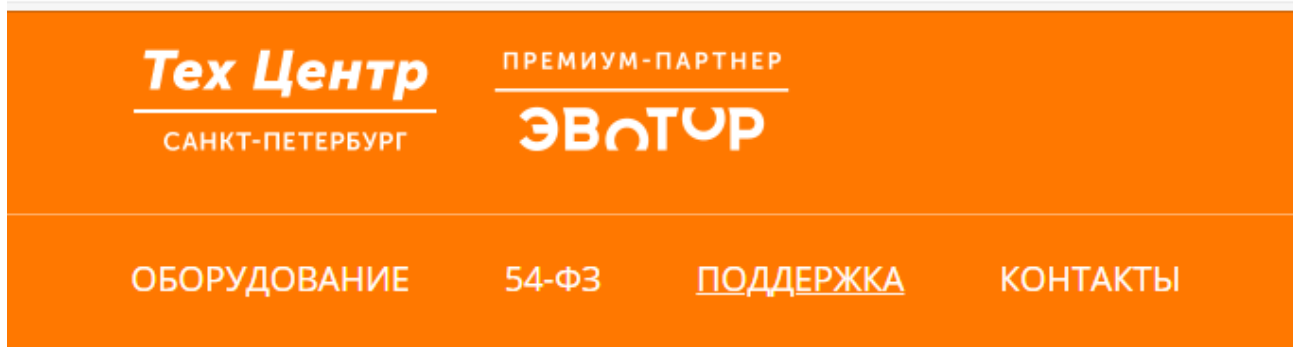 Тех Центр
САНКТ-ПЕТЕРБУРГ
ПРЕМИУМ-ПАРТНЕР
ЭВОТОР
ОБОРУДОВАНИЕ 54-ФЗ ПОДДЕРЖКА КОНТАКТЫ